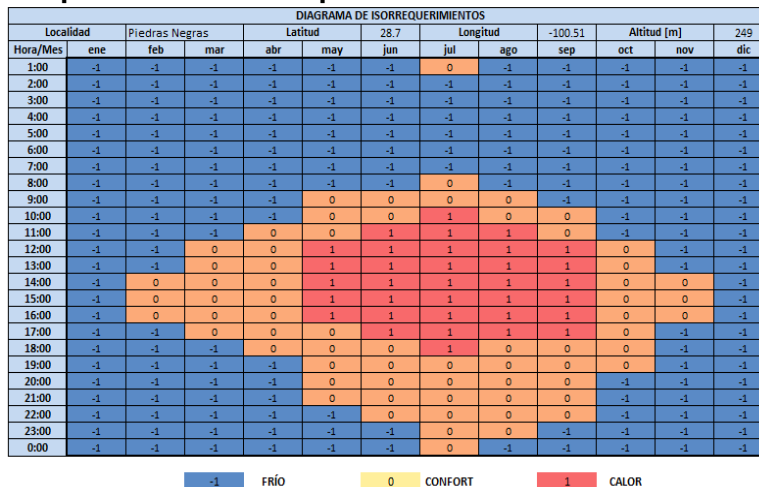 DIAGRAMA DE ISORREQUERIMIENTOS
Localidad Piedras Negras Latitud 28.7 Longitud -100.51 Altitud [m] 249
Hora/Mes ene feb mar abr may jun jul ago sep oct nov dic
1:00 -1 -1 -1 -1 -1 -1 0 -1 -1 -1 -1 -1
2:00 -1 -1 -1 -1 -1 -1 -1 -1 -1 -1 -1 -1
3:00 -1 -1 -1 -1 -1 -1 -1 -1 -1 -1 -1 -1
4:00 -1 -1 -1 -1 -1 -1 -1 -1 -1 -1 -1 -1
5:00 -1 -1 -1 -1 -1 -1 -1 -1 -1 -1 -1 -1
6:00 -1 -1 -1 -1 -1 -1 -1 -1 -1 -1 -1 -1
7:00 -1 -1 -1 -1 -1 -1 -1 -1 -1 -1 -1 -1
8:00 -1 -1 -1 -1 -1 -1 0 -1 -1 -1 -1 -1
9:00 -1 -1 -1 -1 0 0 0 0 -1 -1 -1 -1
10:00 -1 -1 -1 -1 0 0 1 0 0 -1 -1 -1
11:00 -1 -1 -1 0 0 1 1 1 0 -1 -1 -1
12:00 -1 -1 0 0 1 1 1 1 1 0 -1 -1
13:00 -1 -1 0 0 1 1 1 1 1 0 -1 -1
14:00 -1 0 0 0 1 1 1 1 1 0 0 -1
15:00 -1 0 0 0 1 1 1 1 1 0 0 -1
16:00 -1 0 0 0 1 1 1 1 1 0 0 -1
17:00 -1 -1 0 0 0 1 1 1 1 0 -1 -1
18:00 -1 -1 -1 0 0 0 1 0 0 0 -1 -1
19:00 -1 -1 -1 -1 0 0 0 0 0 0 -1 -1
20:00 -1 -1 -1 -1 0 0 0 0 0 -1 -1 -1
21:00 -1 -1 -1 -1 0 0 0 0 0 -1 -1 -1
22:00 -1 -1 -1 -1 -1 0 0 0 0 -1 -1 -1
23:00 -1 -1 -1 -1 -1 -1 0 0 -1 -1 -1 -1
0:00 -1 -1 -1 -1 -1 -1 0 -1 -1 -1 -1 -1
-1 FRÍO 0 CONFORT 1 CALOR